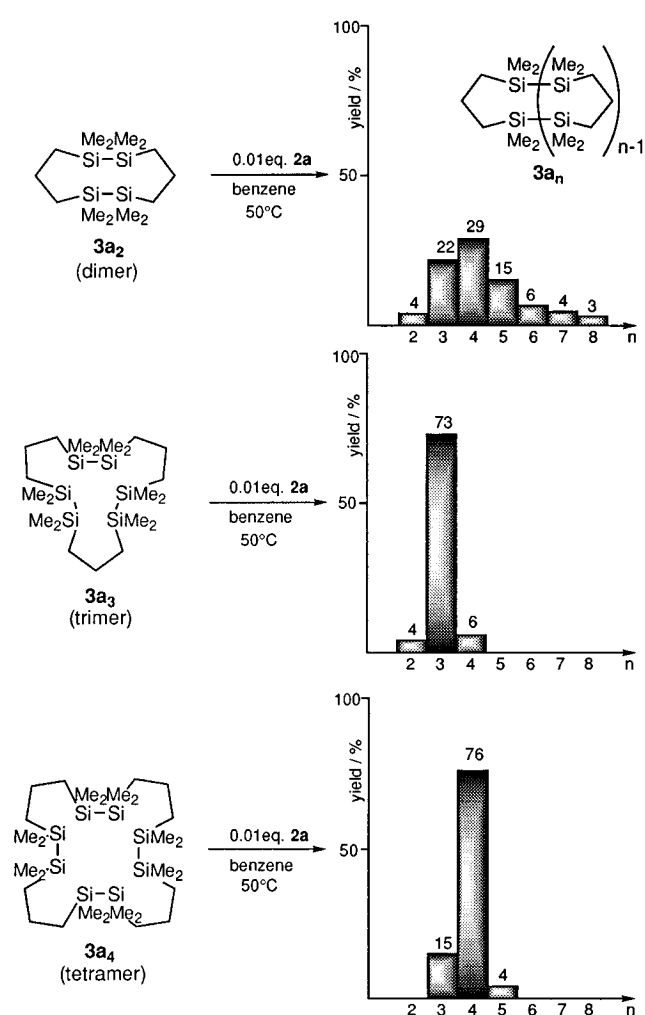 100
yield / %
50
Me2Me2
Si–Si
Si–Si
Me2Me2
3a2
(dimer)
0.01eq. 2a
benzene
50°C
Me2 Me2
Si Si
Si Si
Me2 Me2
n-1
3an
4 22 29 15 6 4 3
2 3 4 5 6 7 8 n
100
yield / %
50
Me2Me2
Si–Si
Me2Si SiMe2
Me2Si SiMe2
3a3
(trimer)
0.01eq. 2a
benzene
50°C
4 73 6
2 3 4 5 6 7 8 n
100
yield / %
50
Me2Me2
Si–Si
Me2Si SiMe2
Me2Si SiMe2
Si–Si
Me2Me2
3a4
(tetramer)
0.01eq. 2a
benzene
50°C
15 76 4
2 3 4 5 6 7 8 n